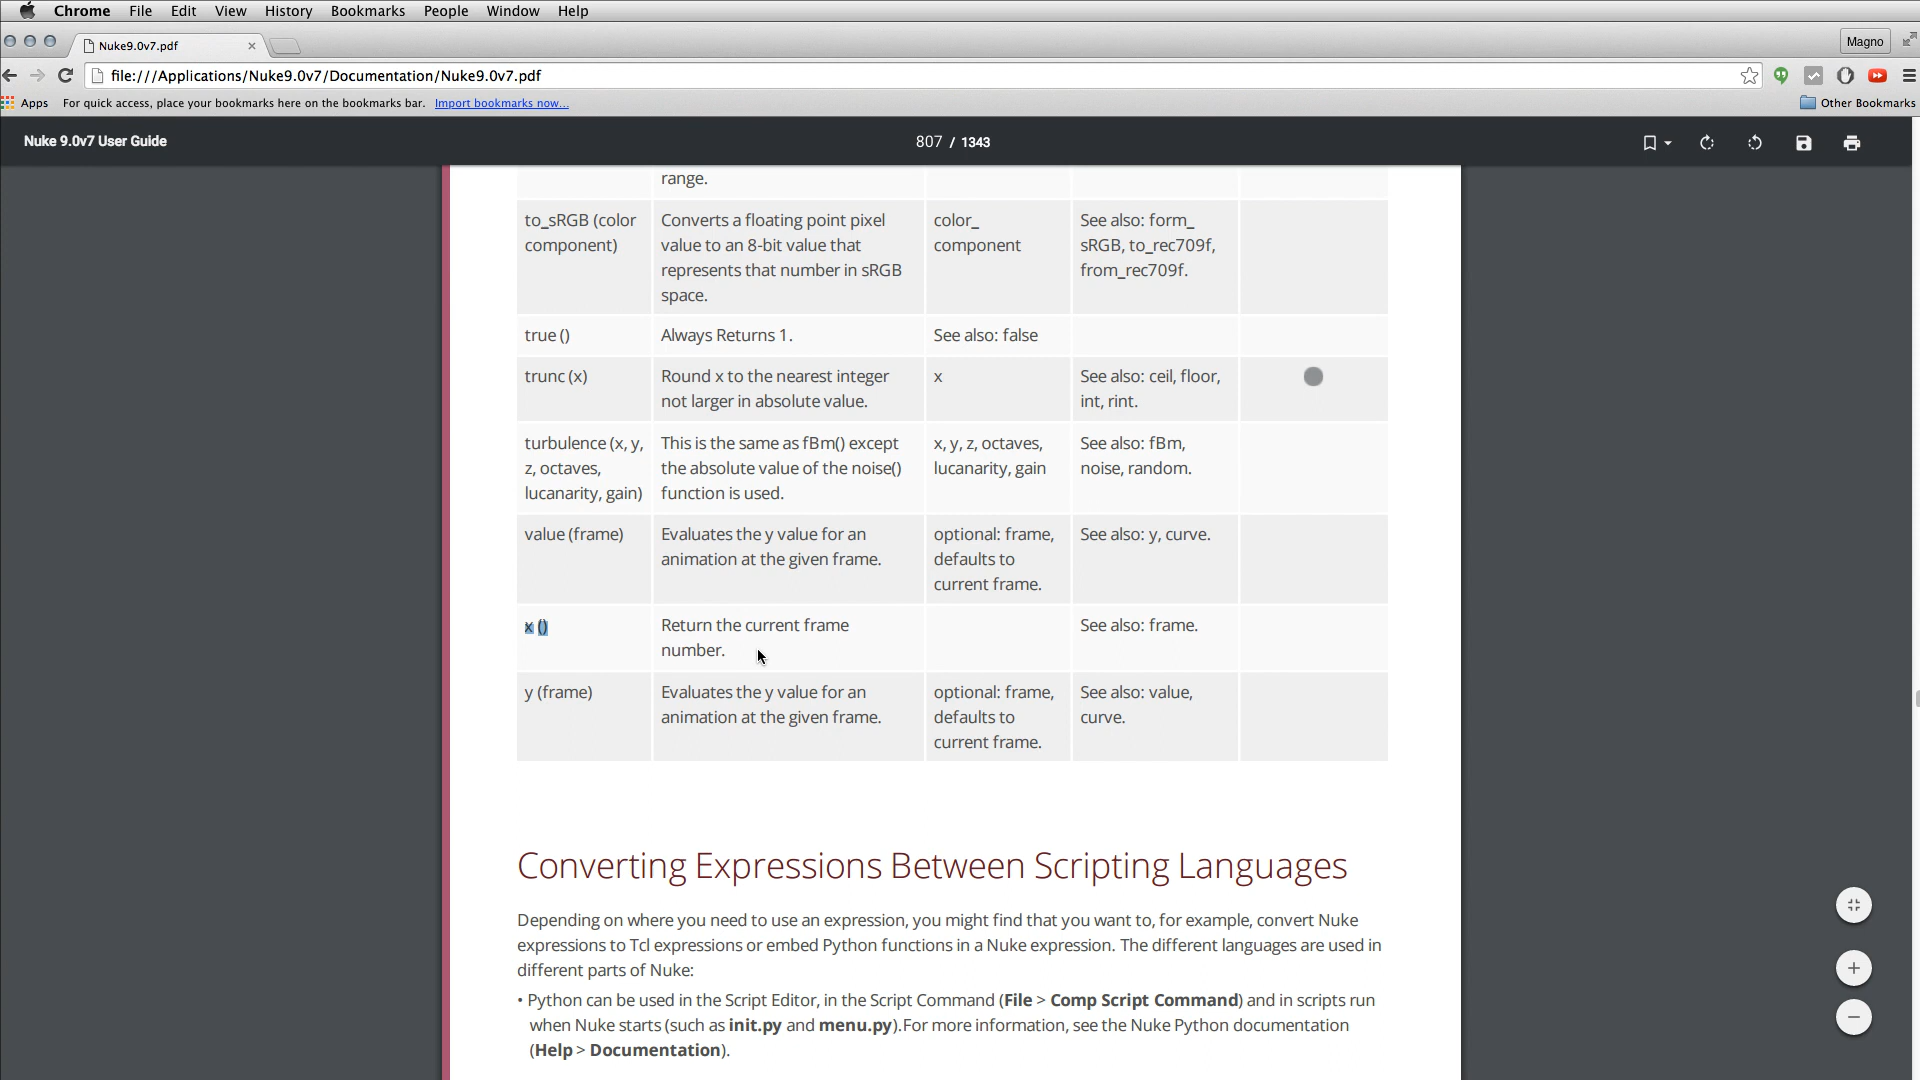 Chrome File Edit View History Bookmarks People Window Help
Nuke9.0v7.pdf
Magno
file:///Applications/Nuke9.0v7/Documentation/Nuke9.0v7.pdf
Apps For quick access, place your bookmarks here on the bookmarks bar. Import bookmarks now... Other Bookmarks
Nuke 9.0v7 User Guide
807 / 1343
range.
to_sRGB (color
component)
Converts a floating point pixel
value to an 8-bit value that
represents that number in sRGB
space.
color_
component
See also: form_
sRGB, to_rec709f,
from_rec709f.
true ()
Always Returns 1.
See also: false
trunc (x)
Round x to the nearest integer
not larger in absolute value.
x
See also: ceil, floor,
int, rint.
turbulence (x, y,
z, octaves,
lucanarity, gain)
This is the same as fBm() except
the absolute value of the noise()
function is used.
x, y, z, octaves,
lucanarity, gain
See also: fBm,
noise, random.
value (frame)
Evaluates the y value for an
animation at the given frame.
optional: frame,
defaults to
current frame.
See also: y, curve.
x ()
Return the current frame
number.
See also: frame.
y (frame)
Evaluates the y value for an
animation at the given frame.
optional: frame,
defaults to
current frame.
See also: value,
curve.
Converting Expressions Between Scripting Languages
Depending on where you need to use an expression, you might find that you want to, for example, convert Nuke
expressions to Tcl expressions or embed Python functions in a Nuke expression. The different languages are used in
different parts of Nuke:
• Python can be used in the Script Editor, in the Script Command (File > Comp Script Command) and in scripts run
when Nuke starts (such as init.py and menu.py).For more information, see the Nuke Python documentation
(Help > Documentation).